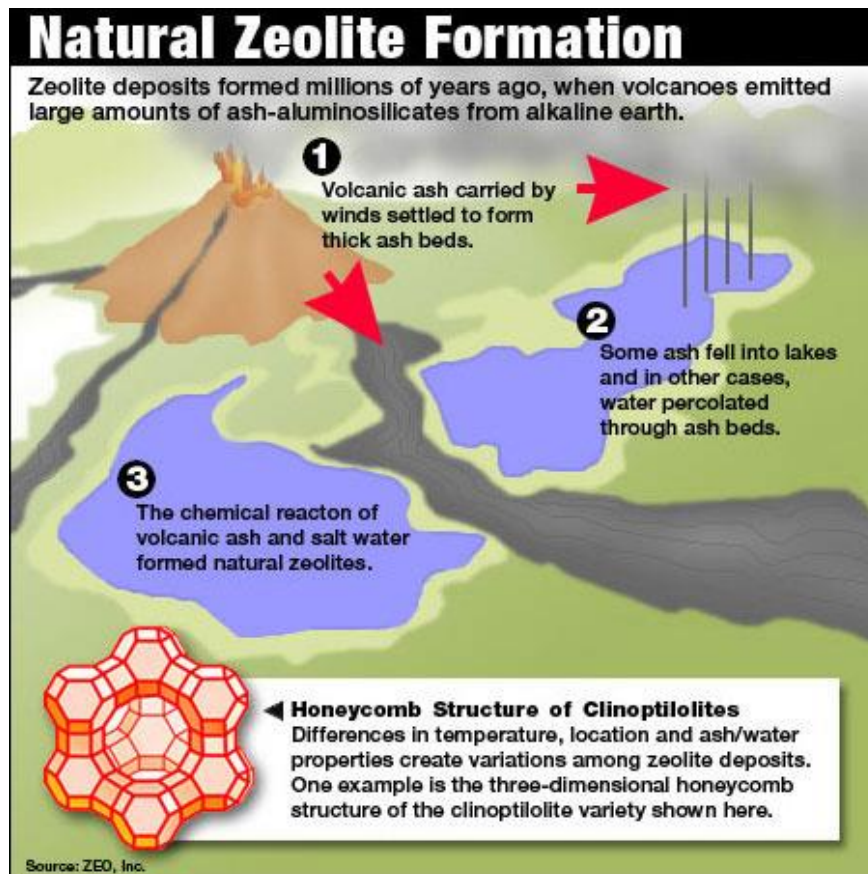 Natural Zeolite Formation
Zeolite deposits formed millions of years ago, when volcanoes emitted
large amounts of ash-aluminosilicates from alkaline earth.
1
Volcanic ash carried by
winds settled to form
thick ash beds.
2
Some ash fell into lakes
and in other cases,
water percolated
through ash beds.
3
The chemical reacton of
volcanic ash and salt water
formed natural zeolites.
Honeycomb Structure of Clinoptilolites
Differences in temperature, location and ash/water
properties create variations among zeolite deposits.
One example is the three-dimensional honeycomb
structure of the clinoptilolite variety shown here.
Source: ZEO, Inc.